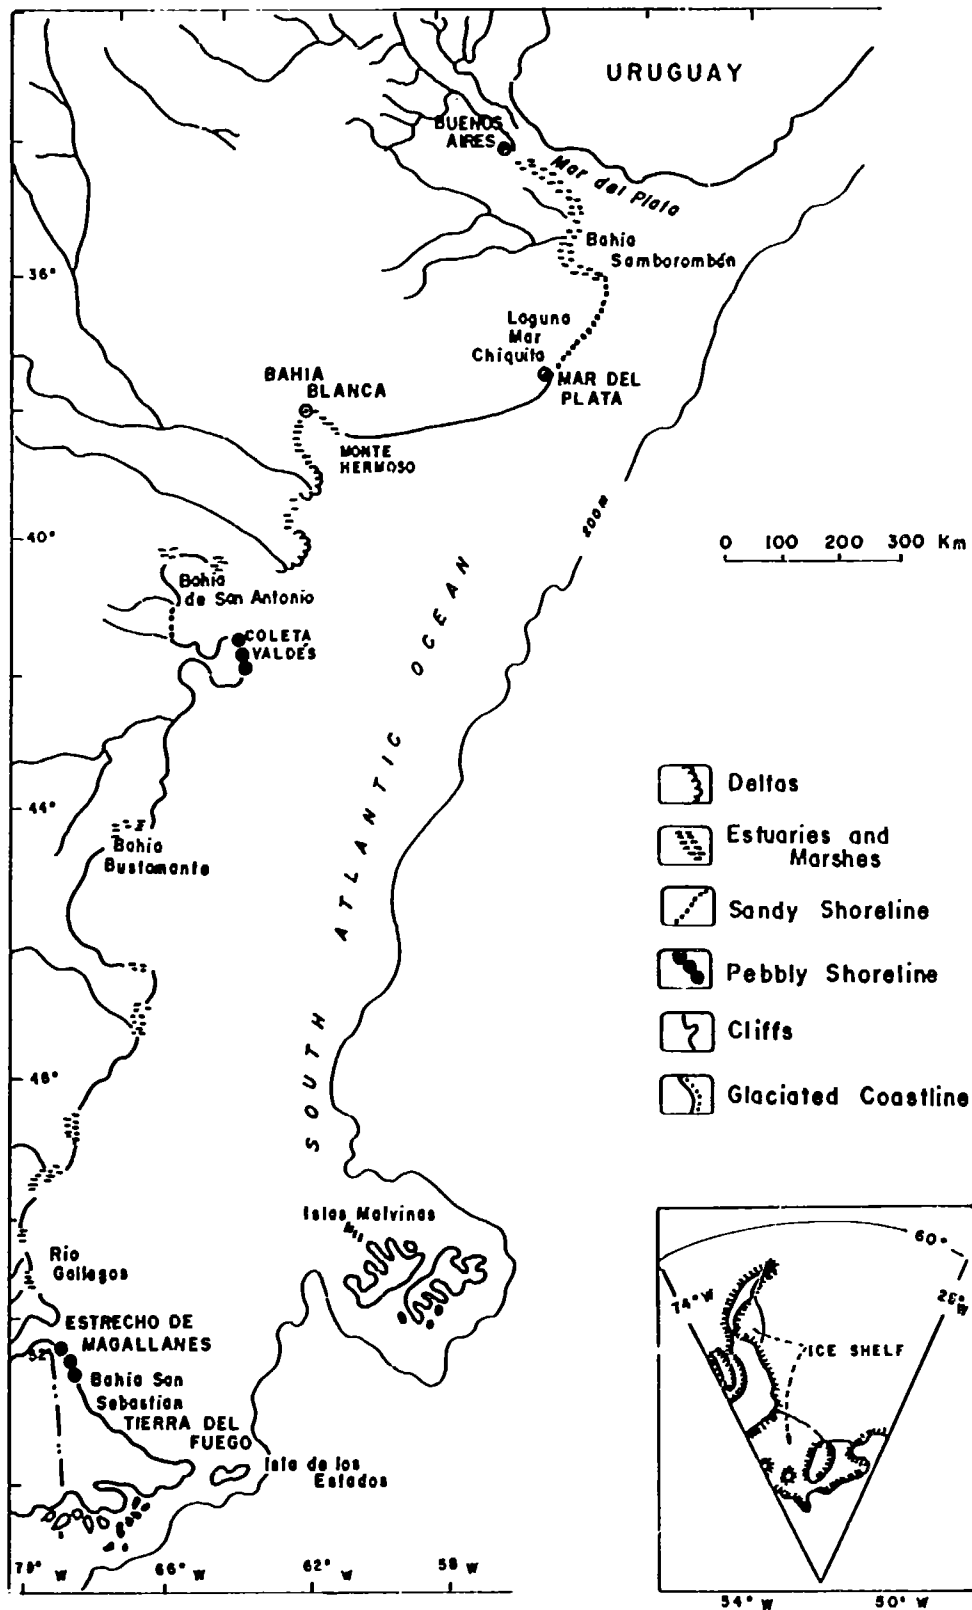 URUGUAY
BUENOS
AIRES
Mar del Plata
Bahia
Samborombón
36°
Laguna
Mar
Chiquita
MAR DEL
PLATA
BAHIA
BLANCA
MONTE
HERMOSO
200m
40°
0 100 200 300 Km
Bahia
de San Antonio
COLETA
VALDÉS
SOUTH ATLANTIC OCEAN
44°
Bahia
Bustamante
Deltas
Estuaries and
Marshes
Sandy Shoreline
Pebbly Shoreline
Cliffs
Glaciated Coastline
46°
Islas Malvinas
Rio
Gallegos
ESTRECHO DE
MAGALLANES
52°
Bahia San
Sebastian
TIERRA DEL
FUEGO
Isla de los
Estados
60°
74°W
25°W
ICE SHELF
66° W
62° W
58 W
54° W
50° W